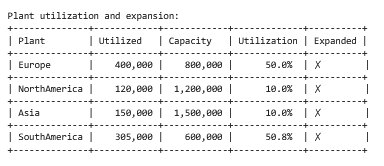 Plant utilization and expansion:
+--------------+-----------+-----------+-------------+----------+
| Plant | Utilized | Capacity | Utilization | Expanded |
+--------------+-----------+-----------+-------------+----------+
| Europe | 400,000 | 800,000 | 50.0% | ✗ |
+--------------+-----------+-----------+-------------+----------+
| NorthAmerica | 120,000 | 1,200,000 | 10.0% | ✗ |
+--------------+-----------+-----------+-------------+----------+
| Asia | 150,000 | 1,500,000 | 10.0% | ✗ |
+--------------+-----------+-----------+-------------+----------+
| SouthAmerica | 305,000 | 600,000 | 50.8% | ✗ |
+--------------+-----------+-----------+-------------+----------+